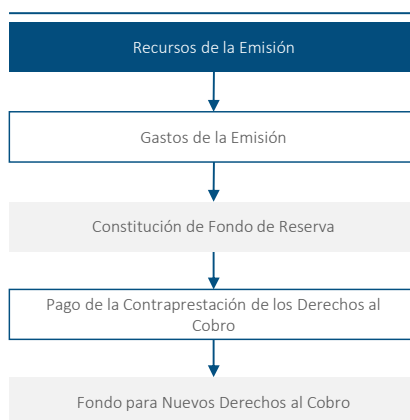 Recursos de la Emisión
Gastos de la Emisión
Constitución de Fondo de Reserva
Pago de la Contraprestación de los Derechos al
Cobro
Fondo para Nuevos Derechos al Cobro